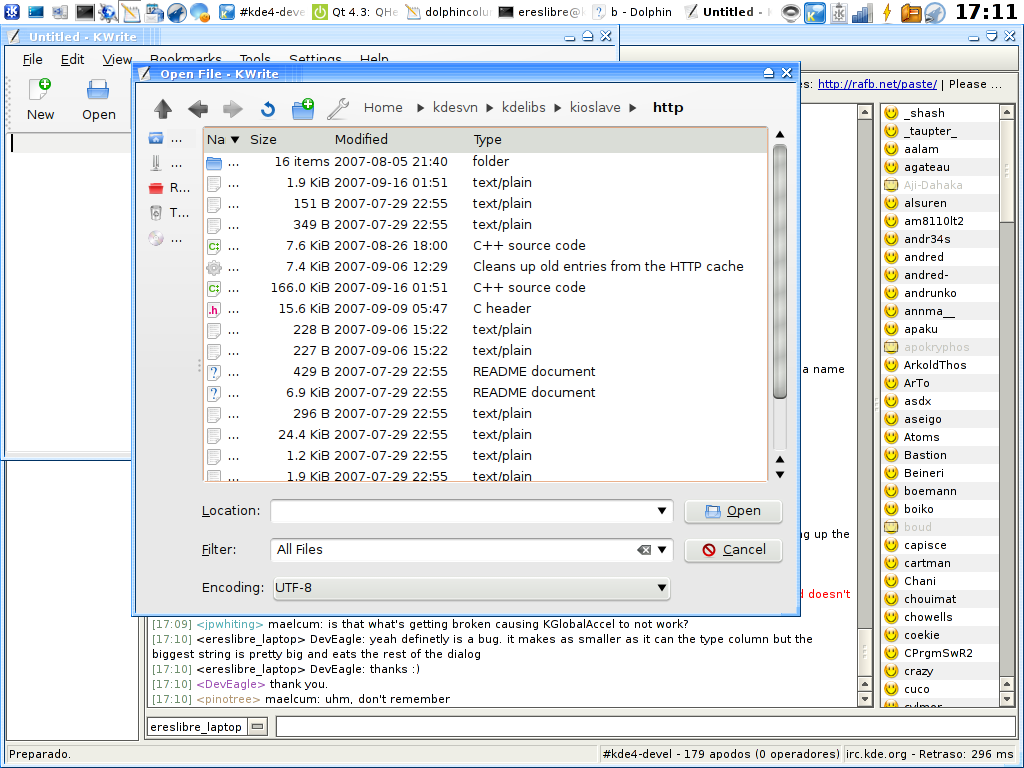 #kde4-deve
Qt 4.3: QHe
dolphincolu
ereslibre@
b - Dolphin
Untitled -
17:11
Untitled - KWrite
File Edit View Bookmarks Tools Settings Help
New
Open
Open File - KWrite
Home kdesvn kdelibs kioslave http
...
...
R...
T...
...
Na Size Modified Type
... 16 items 2007-08-05 21:40 folder
... 1.9 KiB 2007-09-16 01:51 text/plain
... 151 B 2007-07-29 22:55 text/plain
... 349 B 2007-07-29 22:55 text/plain
... 7.6 KiB 2007-08-26 18:00 C++ source code
... 7.4 KiB 2007-09-06 12:29 Cleans up old entries from the HTTP cache
... 166.0 KiB 2007-09-16 01:51 C++ source code
... 15.6 KiB 2007-09-09 05:47 C header
... 228 B 2007-09-06 15:22 text/plain
... 227 B 2007-09-06 15:22 text/plain
... 429 B 2007-07-29 22:55 README document
... 6.9 KiB 2007-07-29 22:55 README document
... 296 B 2007-07-29 22:55 text/plain
... 24.4 KiB 2007-07-29 22:55 text/plain
... 1.2 KiB 2007-07-29 22:55 text/plain
... 1.9 KiB 2007-07-29 22:55 text/plain
Location:
Open
Filter: All Files
Cancel
Encoding: UTF-8
es: http://rafb.net/paste/ | Please ...
a name
ng up the
d doesn't
[17:09] <jpwhiting> maelcum: is that what's getting broken causing KGlobalAccel to not work?
[17:10] <ereslibre_laptop> DevEagle: yeah definetly is a bug. it makes as smaller as it can the type column but the
biggest string is pretty big and eats the rest of the dialog
[17:10] <ereslibre_laptop> DevEagle: thanks :)
[17:10] <DevEagle> thank you.
[17:10] <pinotree> maelcum: uhm, don't remember
_shash
_taupter_
aalam
agateau
Aji-Dahaka
alsuren
am8110lt2
andr34s
andred
andred-
andrunko
annma__
apaku
apokryphos
ArkoldThos
ArTo
asdx
aseigo
Atoms
Bastion
Beineri
boemann
boiko
boud
capisce
cartman
Chani
chouimat
chowells
coekie
CPrgmSwR2
crazy
cuco
ereslibre_laptop
Preparado.
#kde4-devel - 179 apodos (0 operadores)
irc.kde.org - Retraso: 296 ms